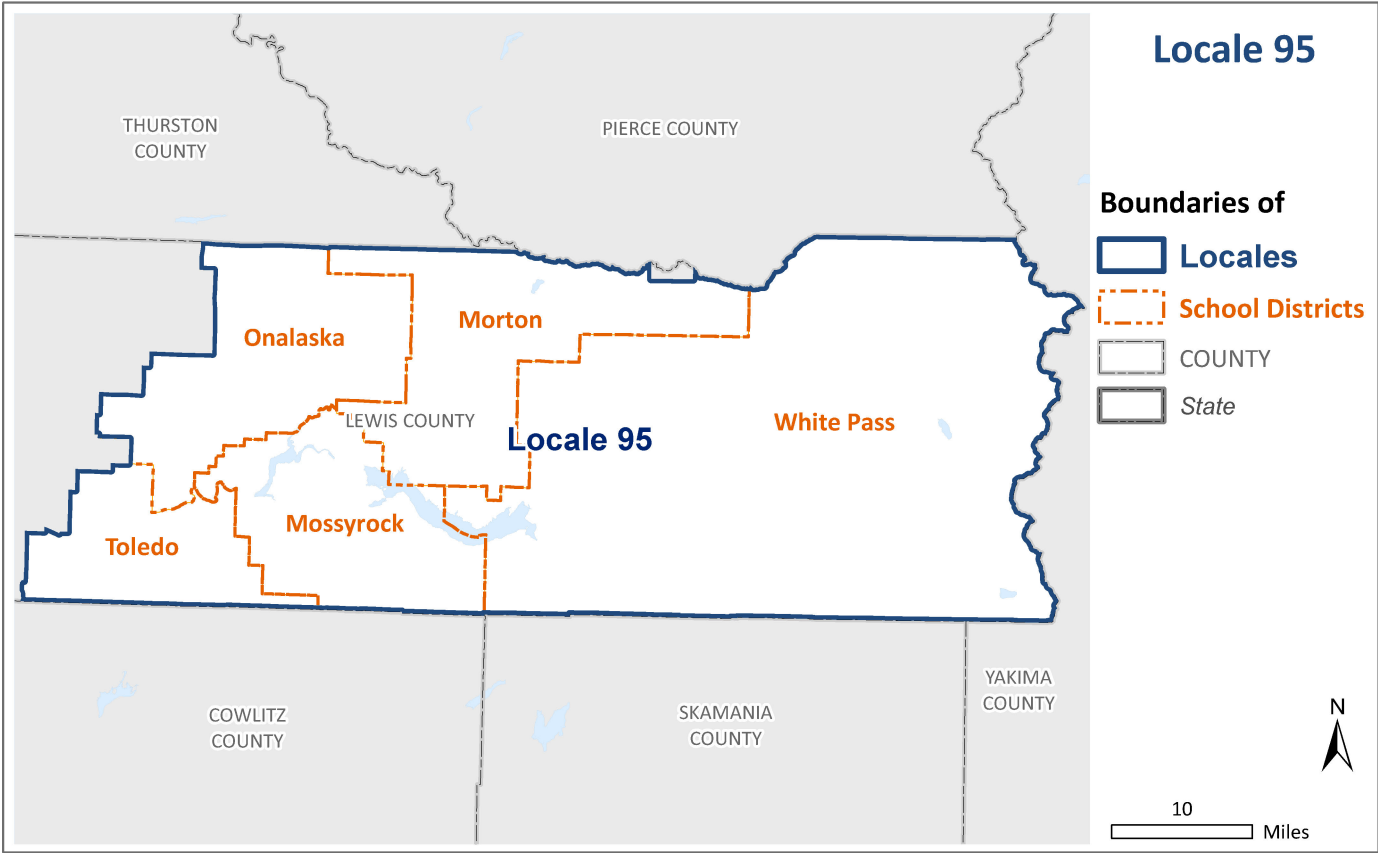 Locale 95
THURSTON
COUNTY
PIERCE COUNTY
Boundaries of
Locales
School Districts
COUNTY
State
Onalaska
Morton
LEWIS COUNTY
Locale 95
White Pass
Mossyrock
Toledo
COWLITZ
COUNTY
SKAMANIA
COUNTY
YAKIMA
COUNTY
N
10
Miles